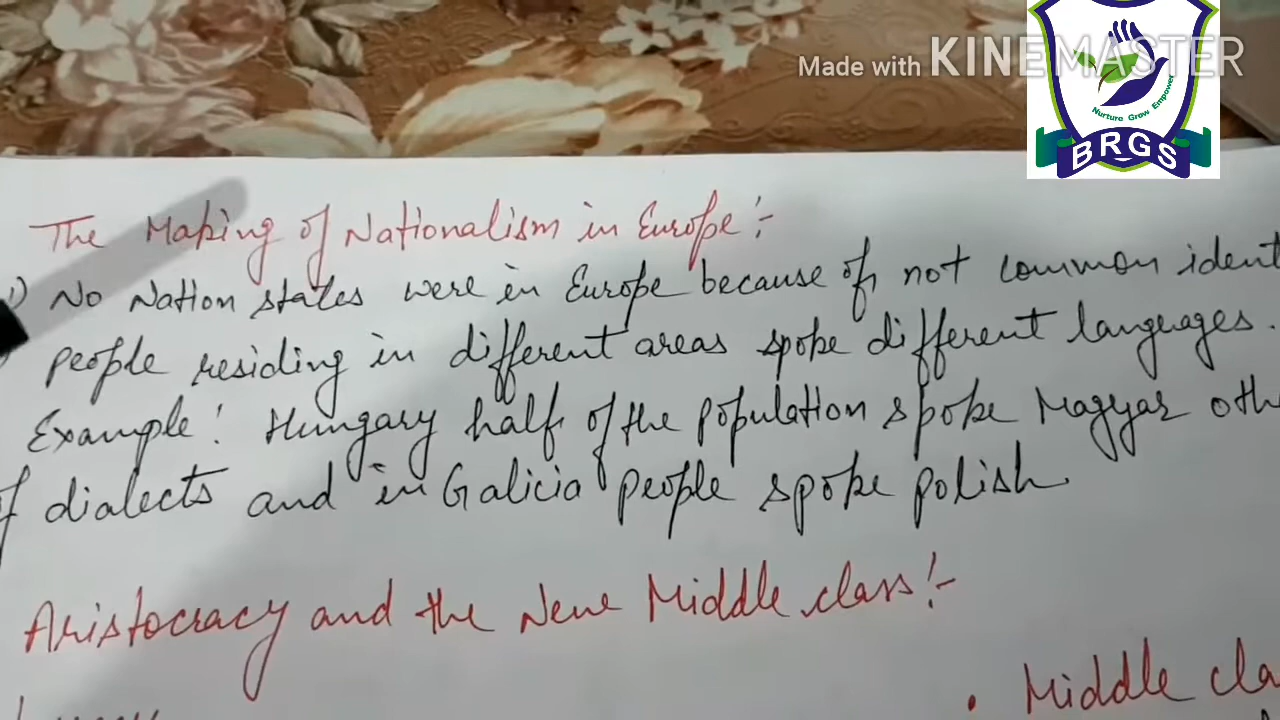 Made with KINEMASTER
Nurture Grow Empower
BRGS
The Making of Nationalism in Europe:-
1) No Nation states were in Europe because of not common ident
people residing in different areas spoke different languages.
Example: Hungary half of the population spoke Magyar oth
of dialects and in Galicia people spoke polish.
Aristocracy and the New Middle class:-
• Middle cla